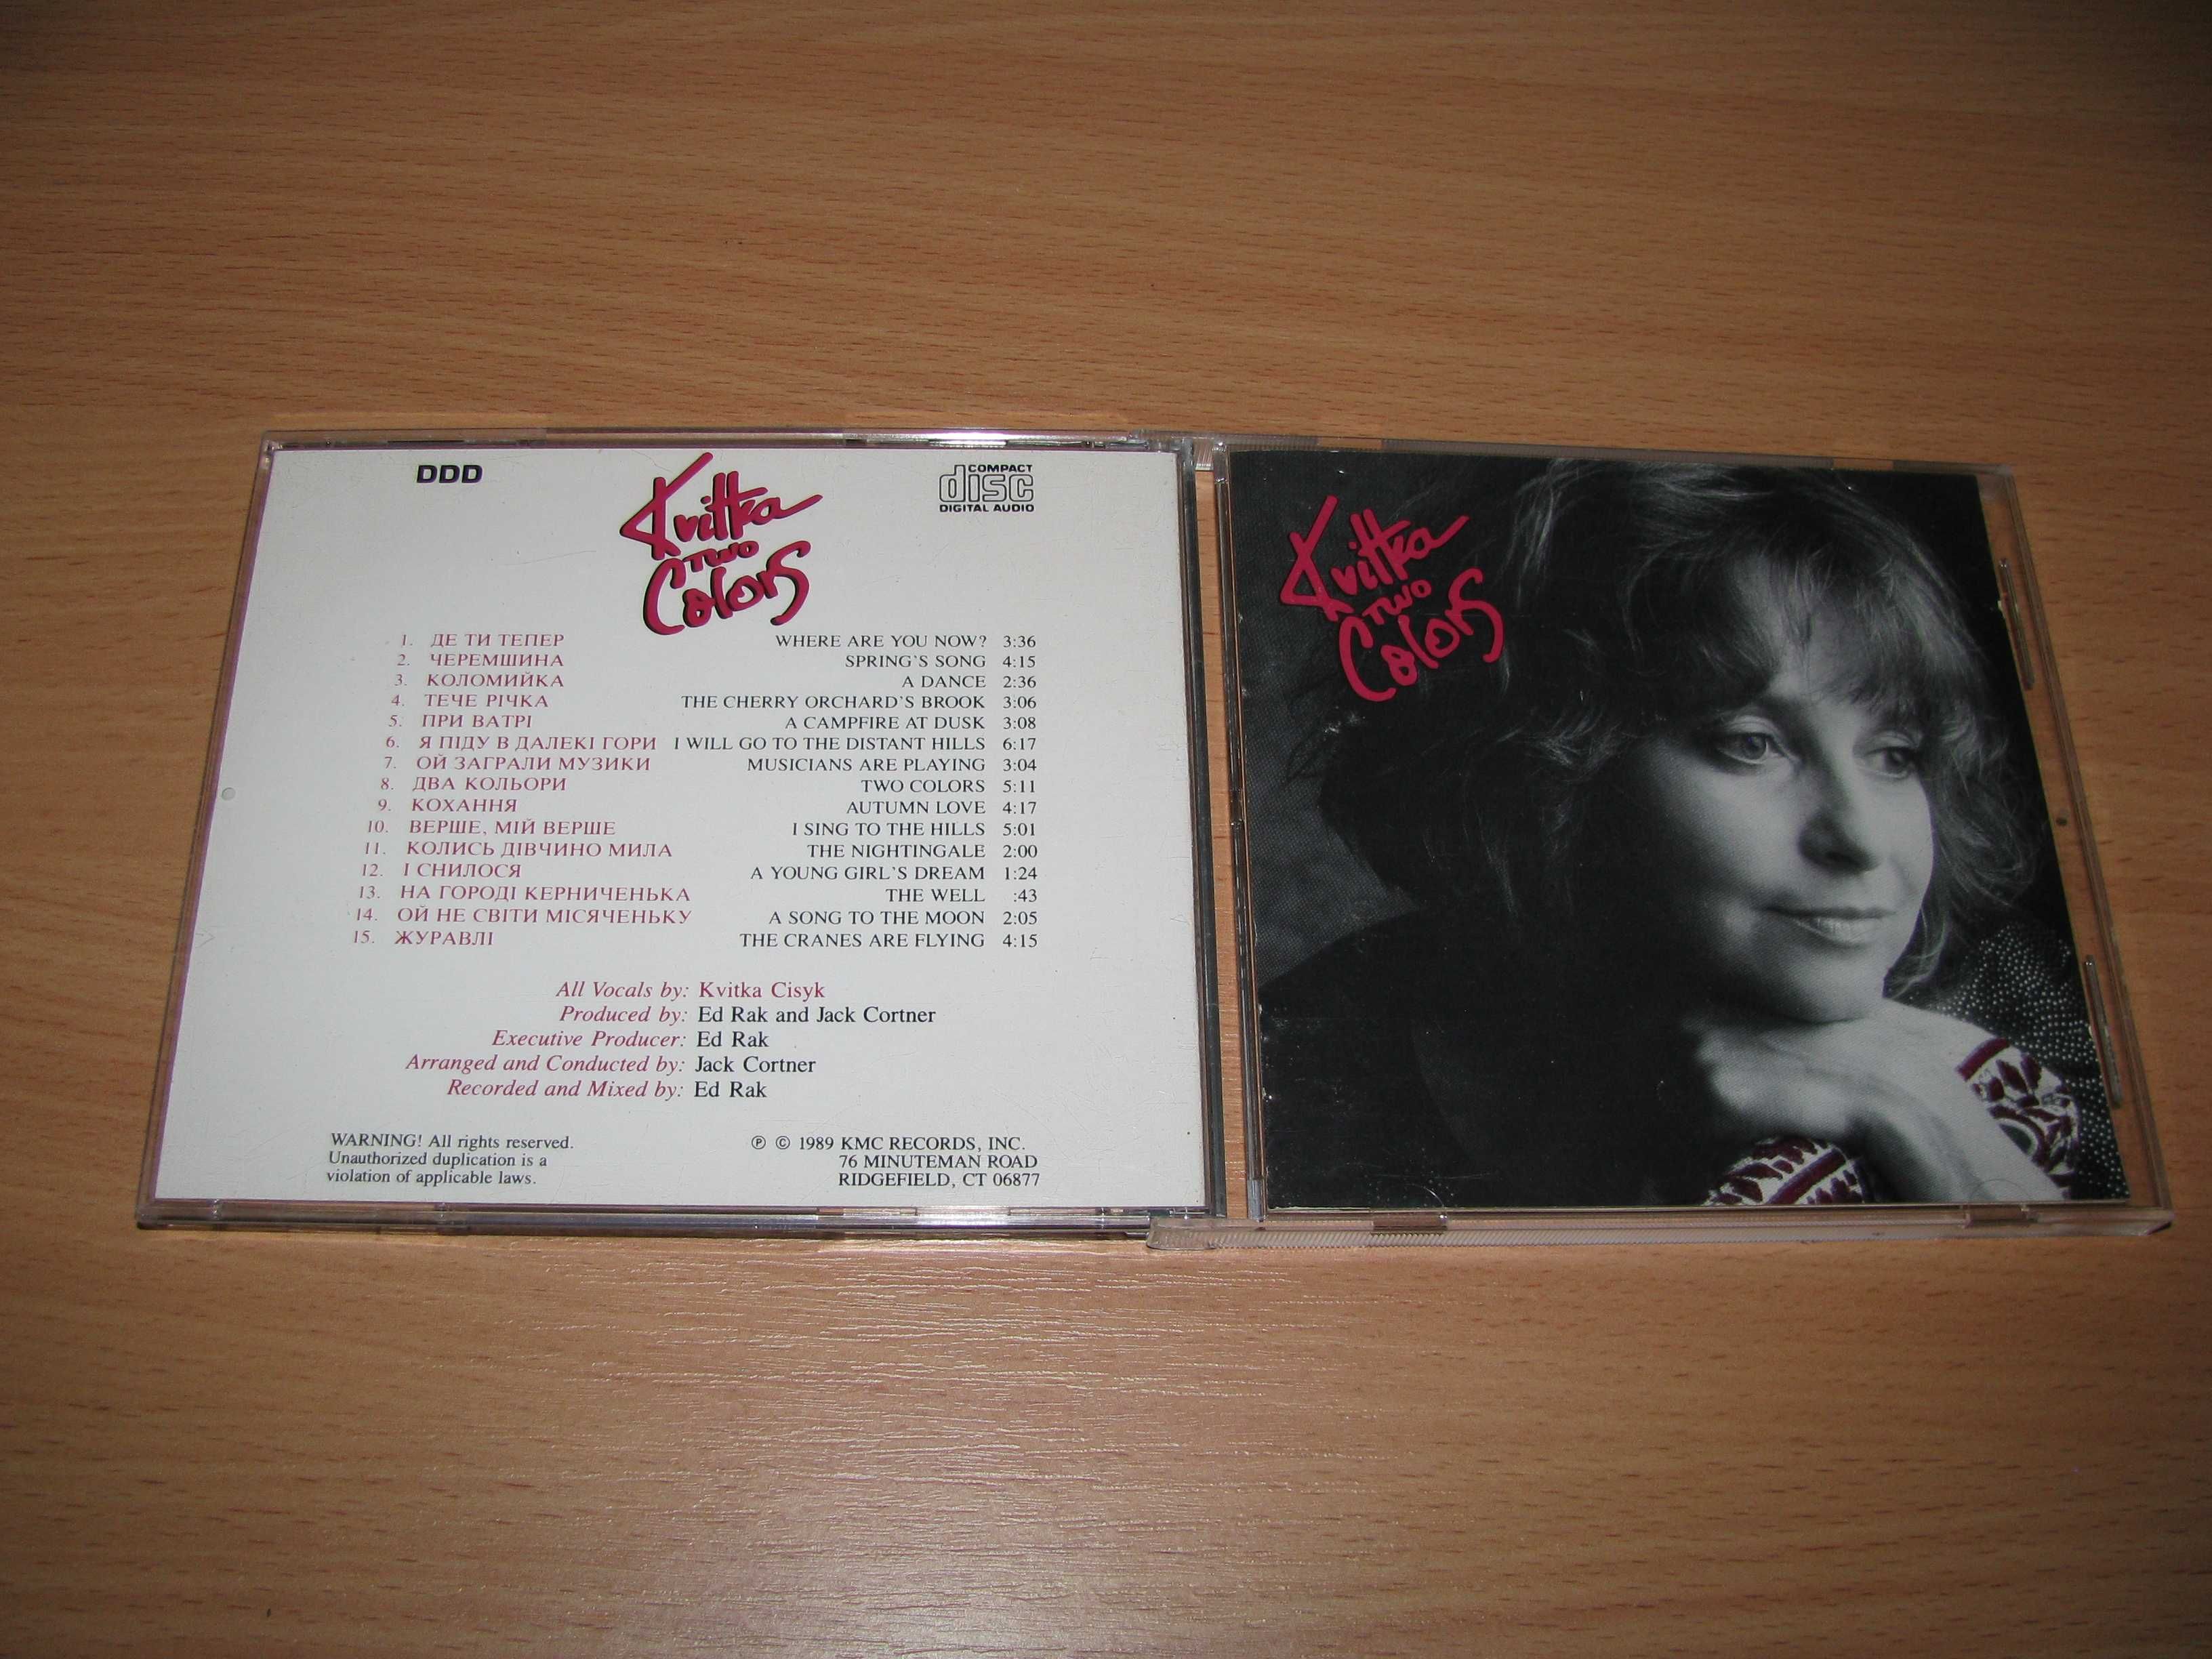 DDD
Kvitka
TWO
Colors
COMPACT
disc
DIGITAL AUDIO
1. ДЕ ТИ ТЕПЕР WHERE ARE YOU NOW? 3:36
2. ЧЕРЕМШИНА SPRING'S SONG 4:15
3. КОЛОМИЙКА A DANCE 2:36
4. ТЕЧЕ РІЧКА THE CHERRY ORCHARD'S BROOK 3:06
5. ПРИ ВАТРІ A CAMPFIRE AT DUSK 3:08
6. Я ПІДУ В ДАЛЕКІ ГОРИ I WILL GO TO THE DISTANT HILLS 6:17
7. ОЙ ЗАГРАЛИ МУЗИКИ MUSICIANS ARE PLAYING 3:04
8. ДВА КОЛЬОРИ TWO COLORS 5:11
9. КОХАННЯ AUTUMN LOVE 4:17
10. ВЕРШЕ, МІЙ ВЕРШЕ I SING TO THE HILLS 5:01
11. КОЛИСЬ ДІВЧИНО МИЛА THE NIGHTINGALE 2:00
12. І СНИЛОСЯ A YOUNG GIRL'S DREAM 1:24
13. НА ГОРОДІ КЕРНИЧЕНЬКА THE WELL :43
14. ОЙ НЕ СВІТИ МІСЯЧЕНЬКУ A SONG TO THE MOON 2:05
15. ЖУРАВЛІ THE CRANES ARE FLYING 4:15
All Vocals by: Kvitka Cisyk
Produced by: Ed Rak and Jack Cortner
Executive Producer: Ed Rak
Arranged and Conducted by: Jack Cortner
Recorded and Mixed by: Ed Rak
WARNING! All rights reserved.
Unauthorized duplication is a
violation of applicable laws.
℗ © 1989 KMC RECORDS, INC.
76 MINUTEMAN ROAD
RIDGEFIELD, CT 06877
Kvitka
TWO
Colors